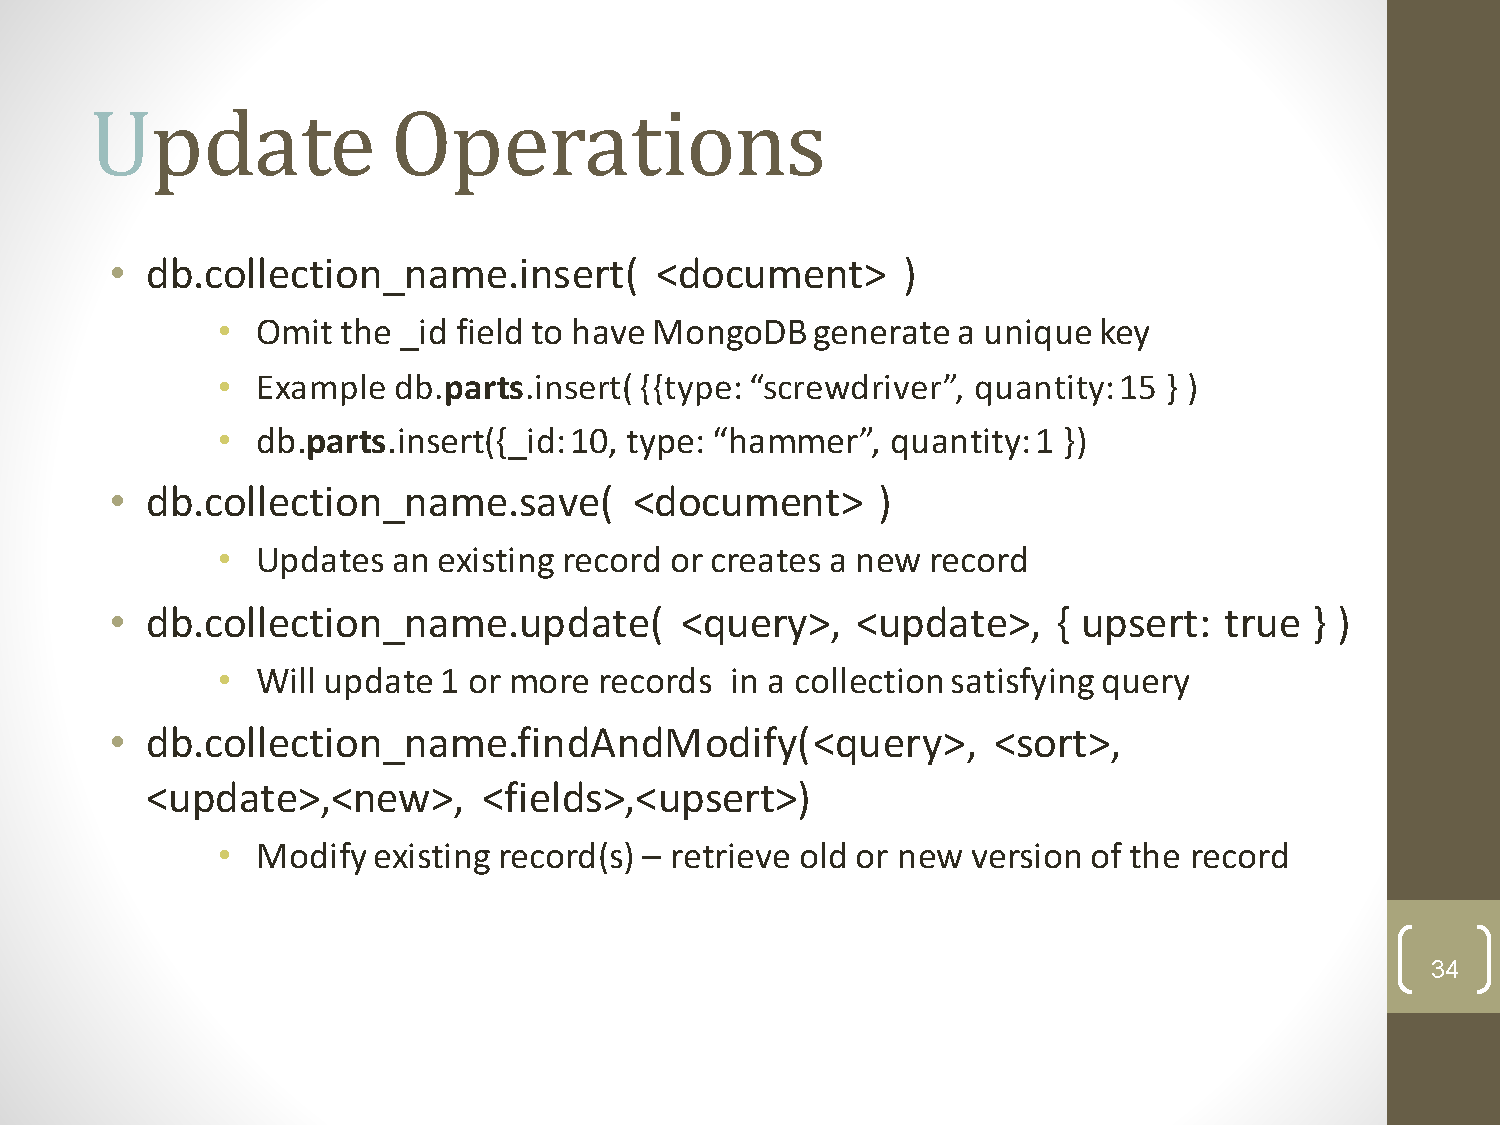 Update Operations
• db.collection_name.insert( <document> )
• Omit the _id field to have MongoDB generate a unique key
• Example db.parts.insert( {{type: “screwdriver”, quantity: 15 } )
• db.parts.insert({_id: 10, type: “hammer”, quantity: 1 })
• db.collection_name.save( <document> )
• Updates an existing record or creates a new record
• db.collection_name.update( <query>, <update>, { upsert: true } )
• Will update 1 or more records in a collection satisfying query
• db.collection_name.findAndModify(<query>, <sort>,
<update>,<new>, <fields>,<upsert>)
• Modify existing record(s) – retrieve old or new version of the record
34